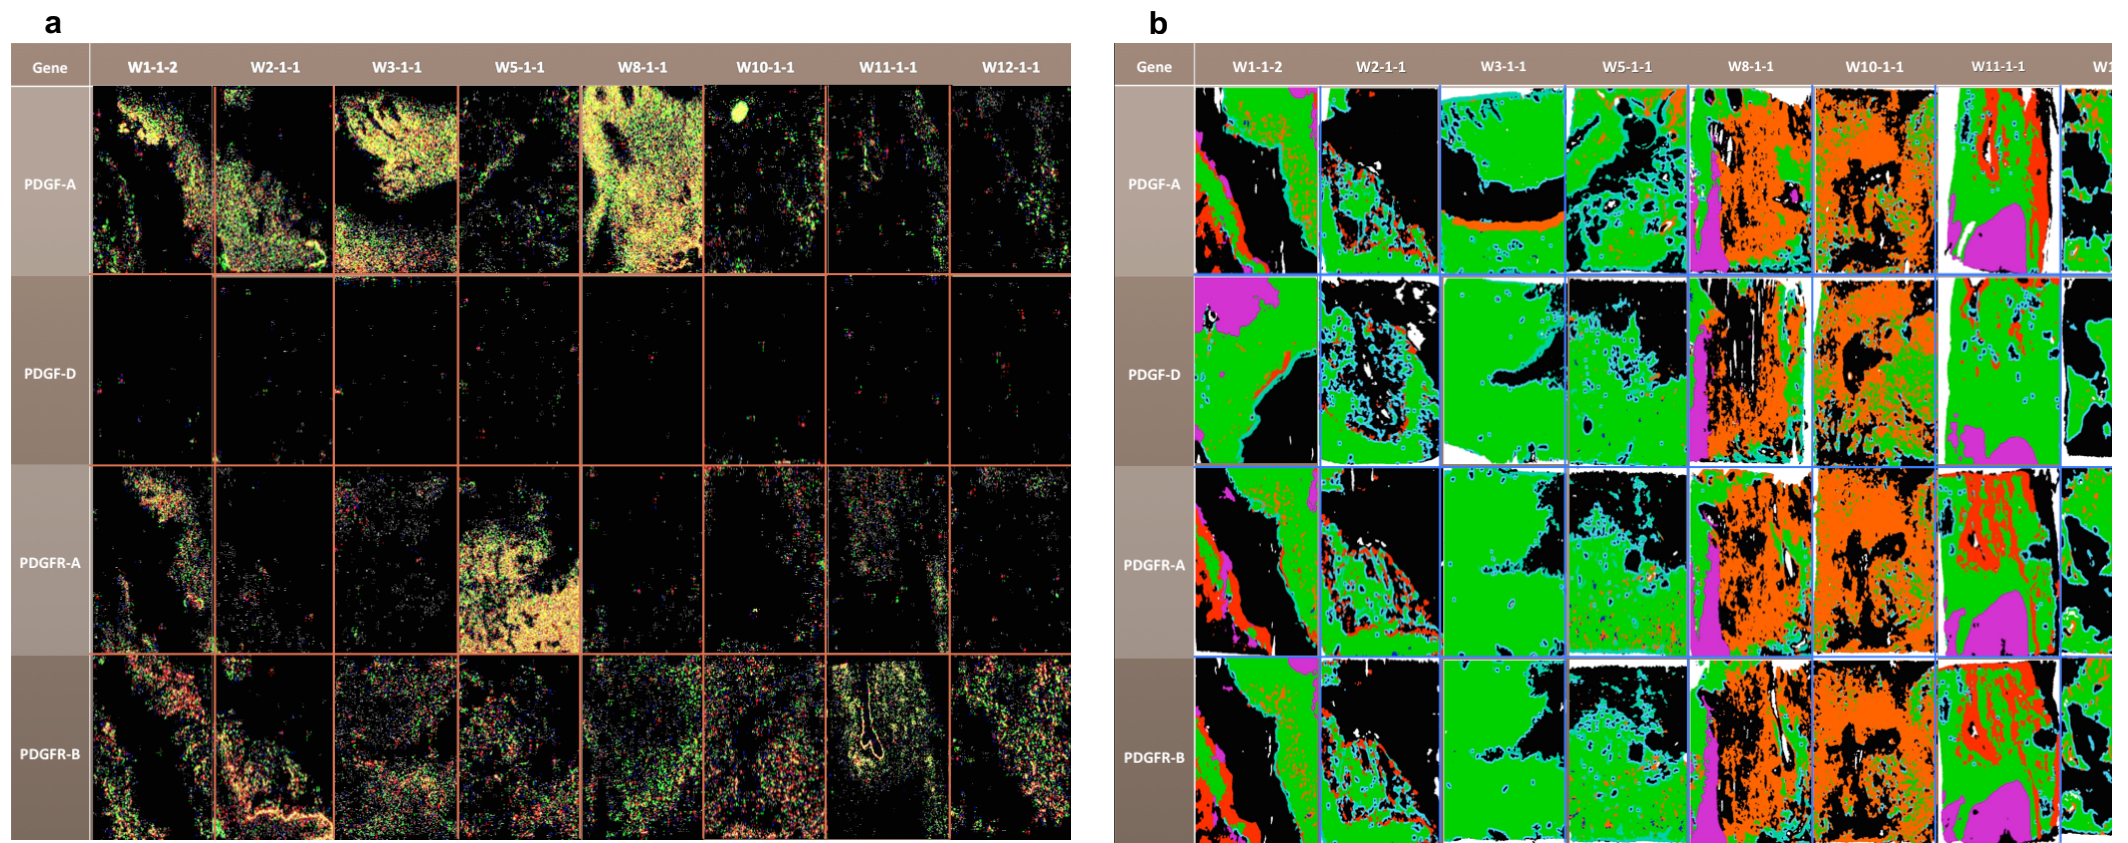 a
b
Gene W1-1-2 W2-1-1 W3-1-1 W5-1-1 W8-1-1 W10-1-1 W11-1-1 W12-1-1
PDGF-A
PDGF-D
PDGFR-A
PDGFR-B
Gene W1-1-2 W2-1-1 W3-1-1 W5-1-1 W8-1-1 W10-1-1 W11-1-1 W1
PDGF-A
PDGF-D
PDGFR-A
PDGFR-B